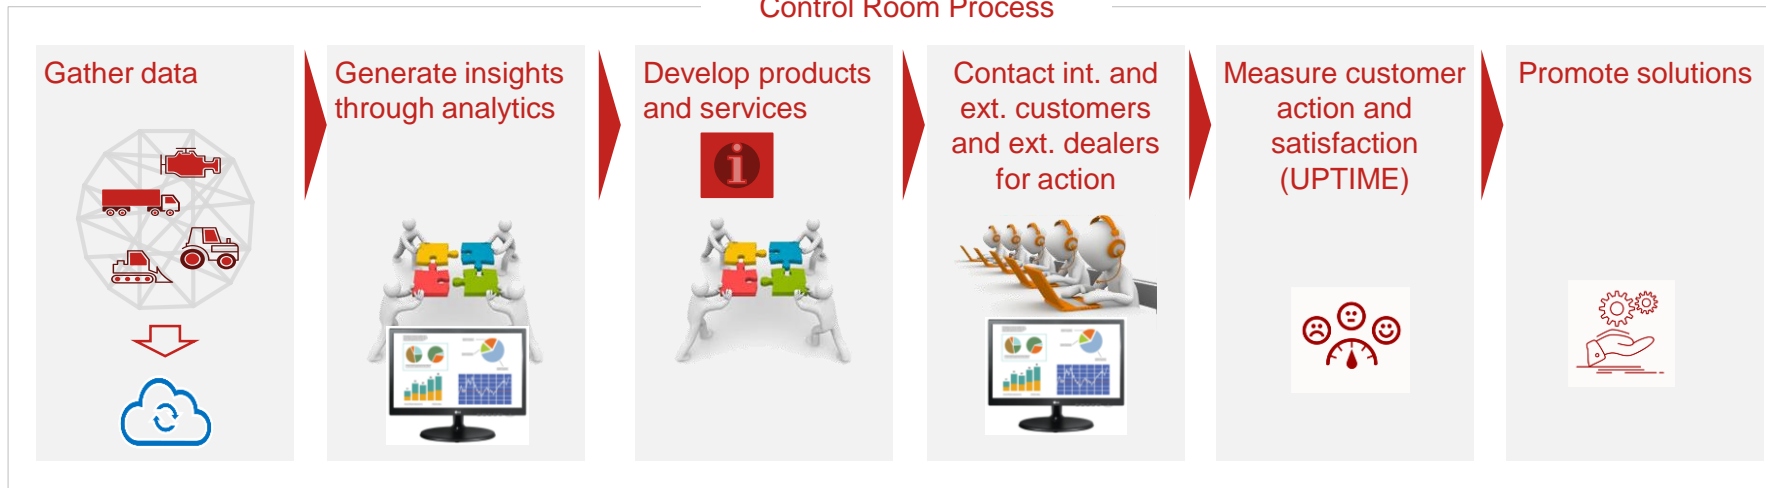 Control Room Process
Gather data
Generate insights
through analytics
Develop products
and services
Contact int. and
ext. customers
and ext. dealers
for action
Measure customer
action and
satisfaction
(UPTIME)
Promote solutions